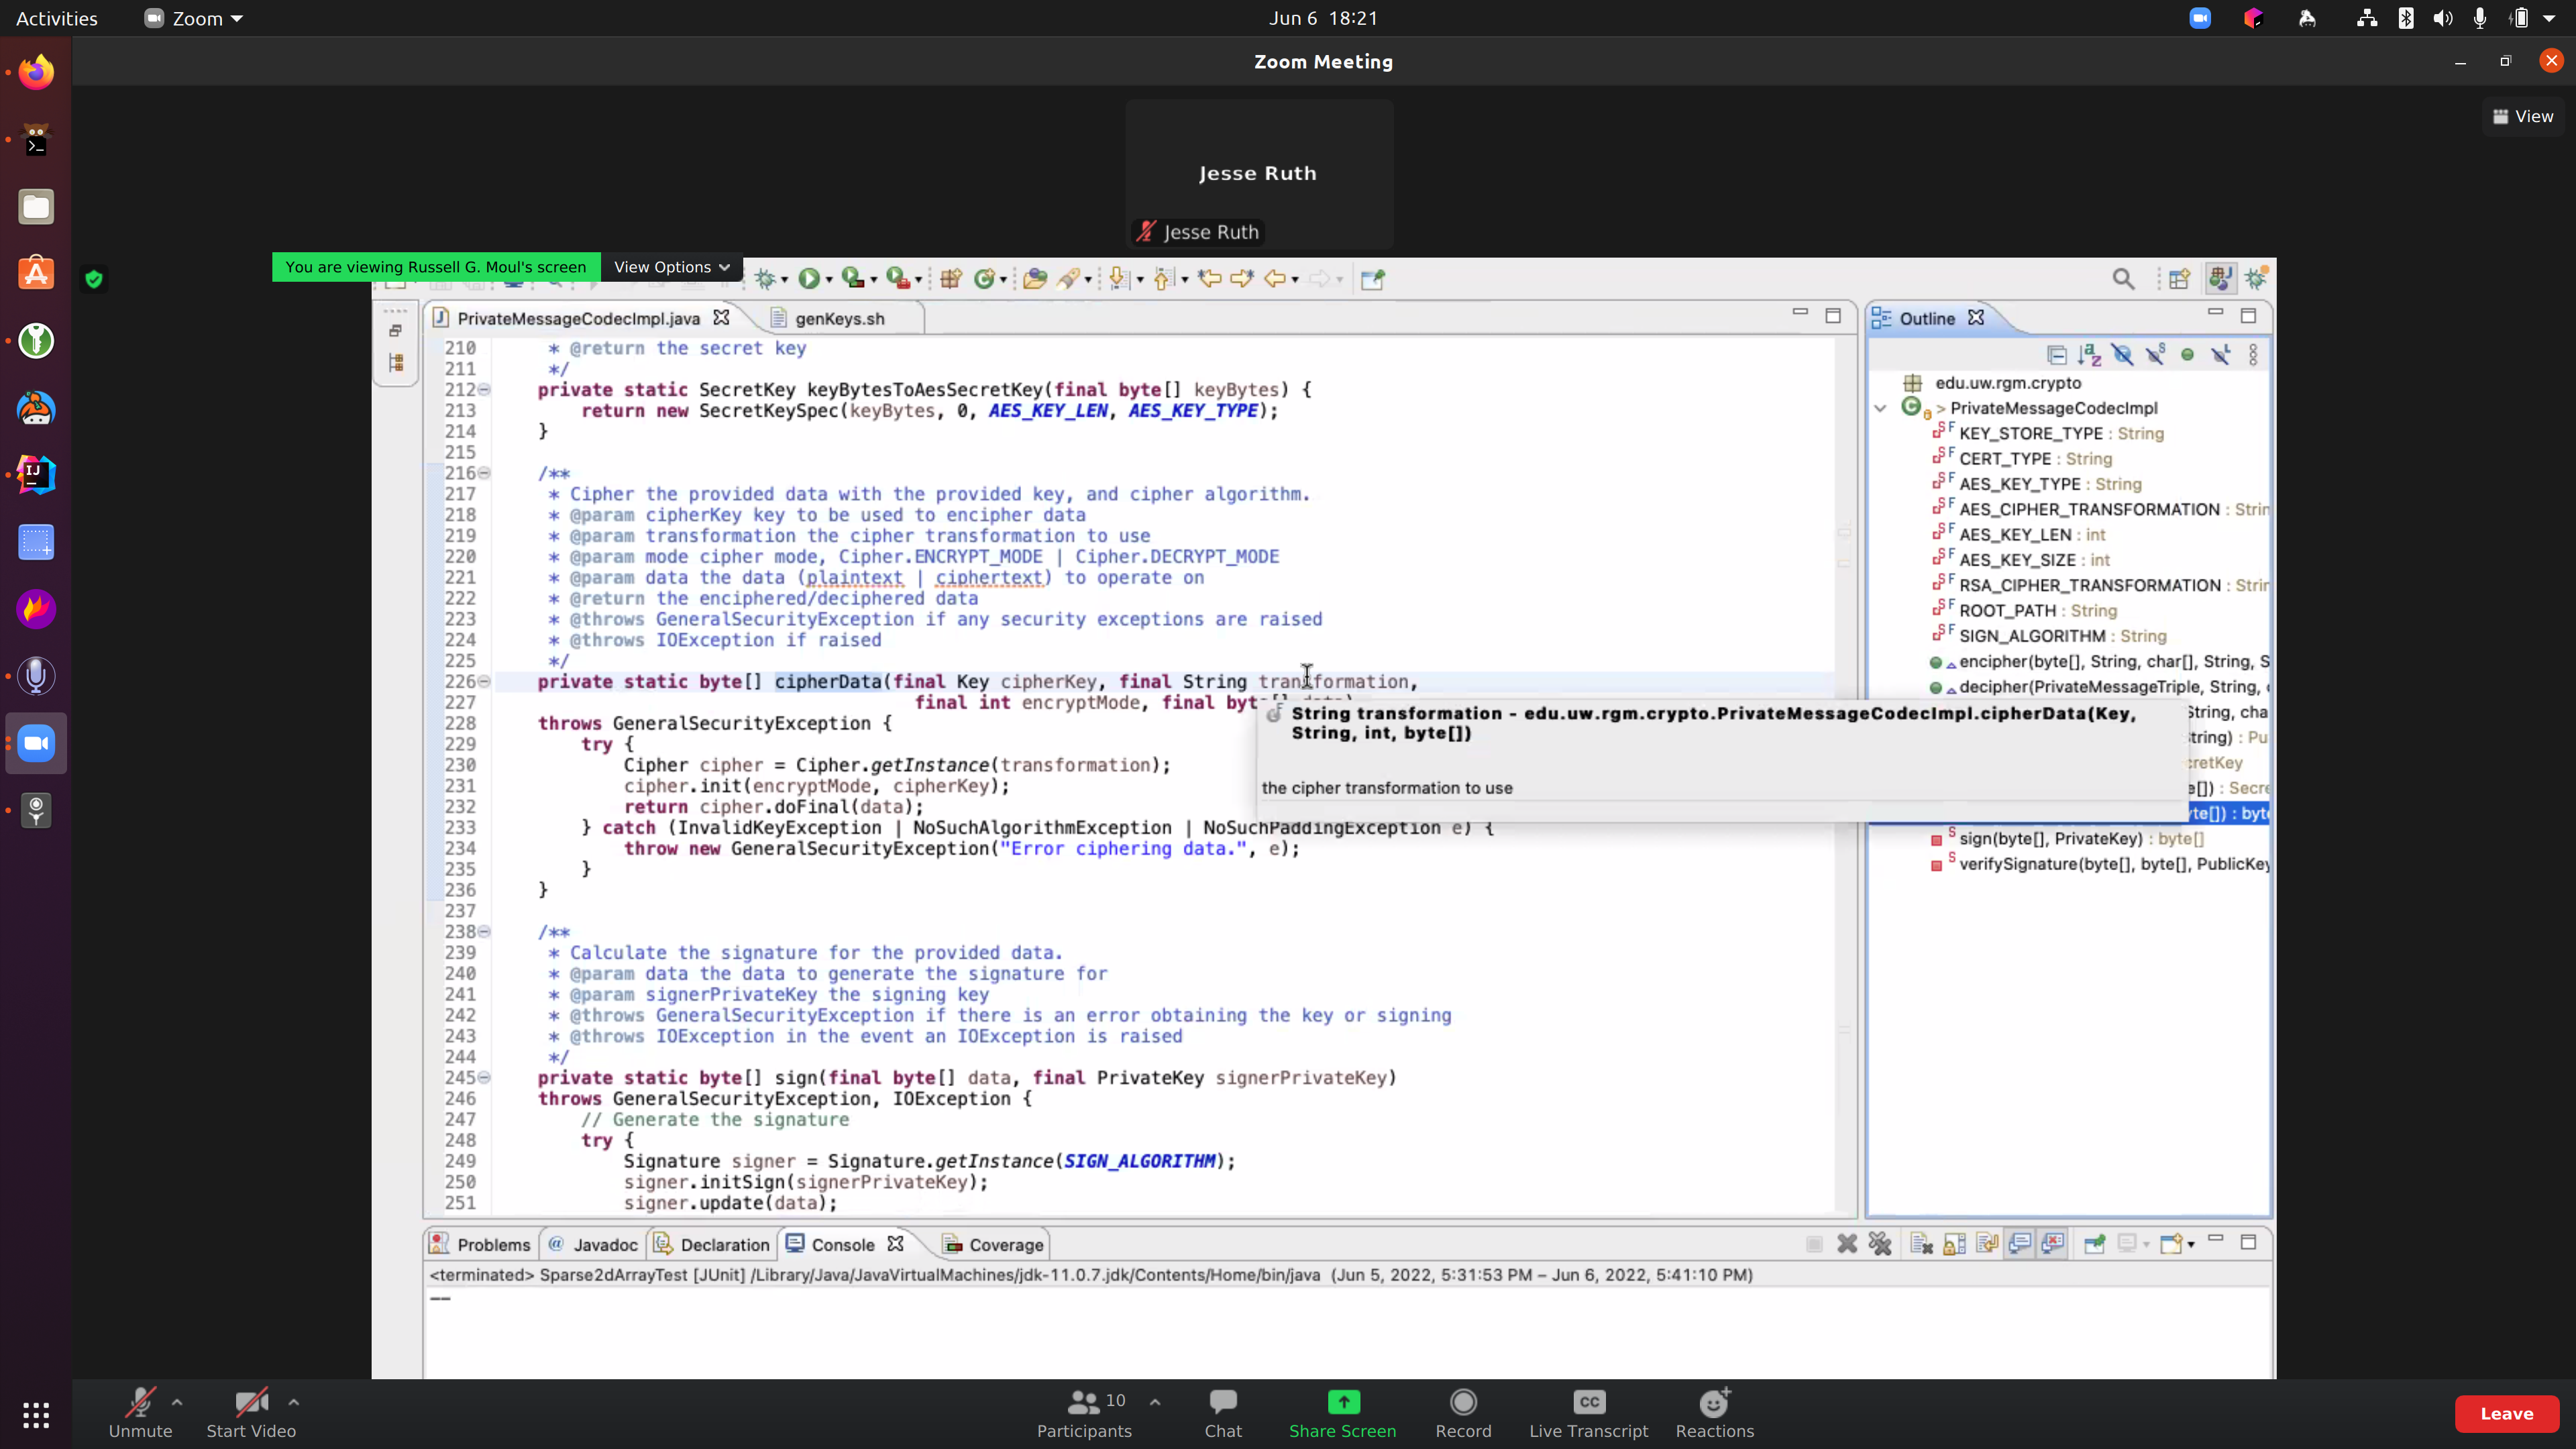 Activities
Zoom
Jun 6 18:21
Zoom Meeting
View
Jesse Ruth
Jesse Ruth
You are viewing Russell G. Moul's screen
View Options
PrivateMessageCodecImpl.java
genKeys.sh
210 * @return the secret key
211 */
212 private static SecretKey keyBytesToAesSecretKey(final byte[] keyBytes) {
213 return new SecretKeySpec(keyBytes, 0, AES_KEY_LEN, AES_KEY_TYPE);
214 }
215
216 /**
217 * Cipher the provided data with the provided key, and cipher algorithm.
218 * @param cipherKey key to be used to encipher data
219 * @param transformation the cipher transformation to use
220 * @param mode cipher mode, Cipher.ENCRYPT_MODE | Cipher.DECRYPT_MODE
221 * @param data the data (plaintext | ciphertext) to operate on
222 * @return the enciphered/deciphered data
223 * @throws GeneralSecurityException if any security exceptions are raised
224 * @throws IOException if raised
225 */
226 private static byte[] cipherData(final Key cipherKey, final String transformation,
227 final int encryptMode, final byte[] data)
228 throws GeneralSecurityException {
229 try {
230 Cipher cipher = Cipher.getInstance(transformation);
231 cipher.init(encryptMode, cipherKey);
232 return cipher.doFinal(data);
233 } catch (InvalidKeyException | NoSuchAlgorithmException | NoSuchPaddingException e) {
234 throw new GeneralSecurityException("Error ciphering data.", e);
235 }
236 }
237
238 /**
239 * Calculate the signature for the provided data.
240 * @param data the data to generate the signature for
241 * @param signerPrivateKey the signing key
242 * @throws GeneralSecurityException if there is an error obtaining the key or signing
243 * @throws IOException in the event an IOException is raised
244 */
245 private static byte[] sign(final byte[] data, final PrivateKey signerPrivateKey)
246 throws GeneralSecurityException, IOException {
247 // Generate the signature
248 try {
249 Signature signer = Signature.getInstance(SIGN_ALGORITHM);
250 signer.initSign(signerPrivateKey);
251 signer.update(data);
String transformation - edu.uw.rgm.crypto.PrivateMessageCodecImpl.cipherData(Key,
String, int, byte[])
the cipher transformation to use
Outline
edu.uw.rgm.crypto
> PrivateMessageCodecImpl
KEY_STORE_TYPE : String
CERT_TYPE : String
AES_KEY_TYPE : String
AES_CIPHER_TRANSFORMATION : Strin
AES_KEY_LEN : int
AES_KEY_SIZE : int
RSA_CIPHER_TRANSFORMATION : Strin
ROOT_PATH : String
SIGN_ALGORITHM : String
encipher(byte[], String, char[], String, S
decipher(PrivateMessageTriple, String,
String, cha
tring) : Pu
cretKey
e[]) : Secre
te[]) : byte
sign(byte[], PrivateKey) : byte[]
verifySignature(byte[], byte[], PublicKey
Problems
Javadoc
Declaration
Console
Coverage
<terminated> Sparse2dArrayTest [JUnit] /Library/Java/JavaVirtualMachines/jdk-11.0.7.jdk/Contents/Home/bin/java (Jun 5, 2022, 5:31:53 PM – Jun 6, 2022, 5:41:10 PM)
Unmute
Start Video
10
Participants
Chat
Share Screen
Record
CC
Live Transcript
Reactions
Leave